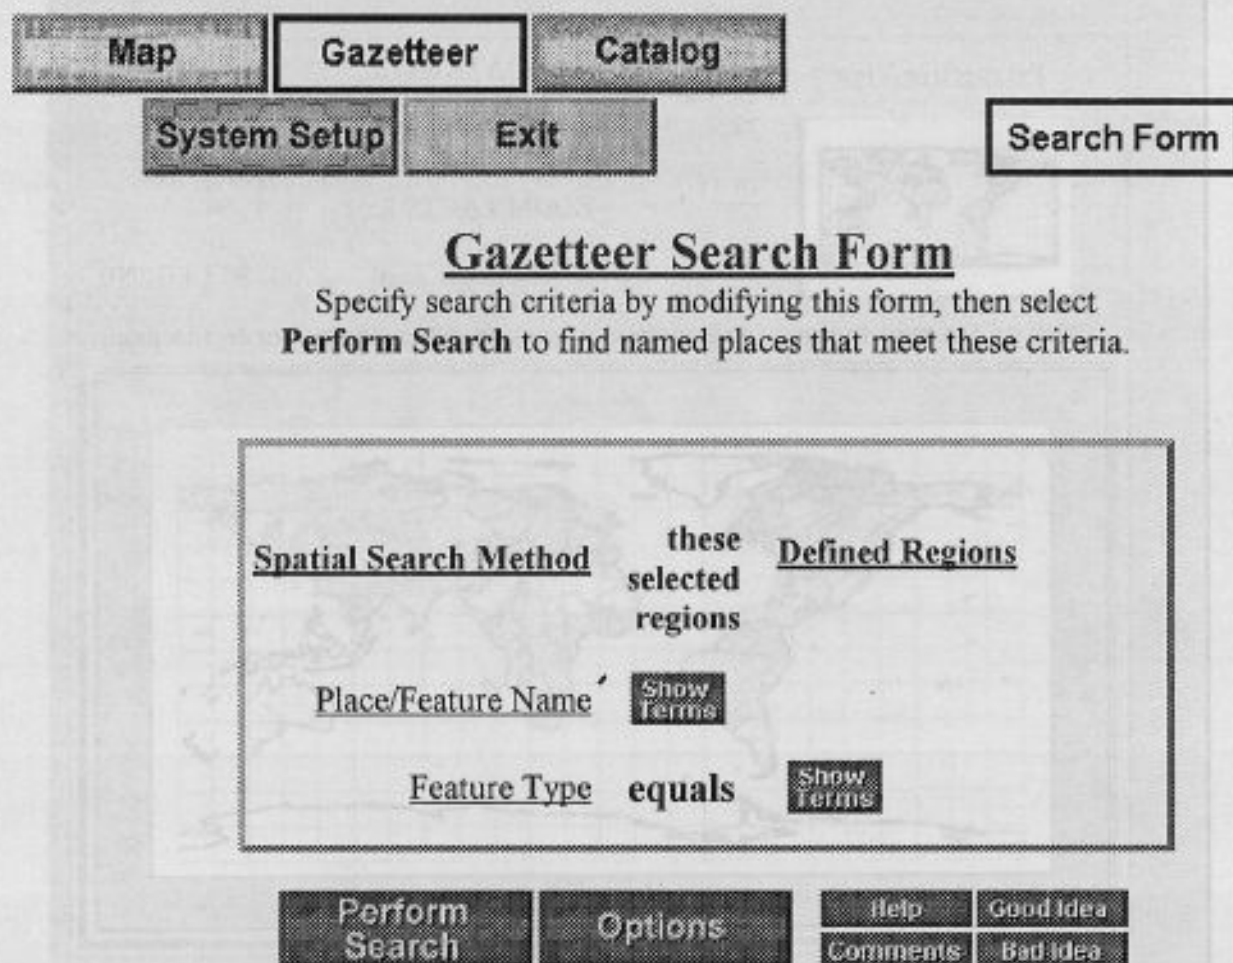 Map Gazetteer Catalog
System Setup Exit Search Form
Gazetteer Search Form
Specify search criteria by modifying this form, then select
Perform Search to find named places that meet these criteria.
Spatial Search Method these selected regions Defined Regions
Place/Feature Name Show Terms
Feature Type equals Show Terms
Perform Search Options Help Good Idea
Comments Bad Idea